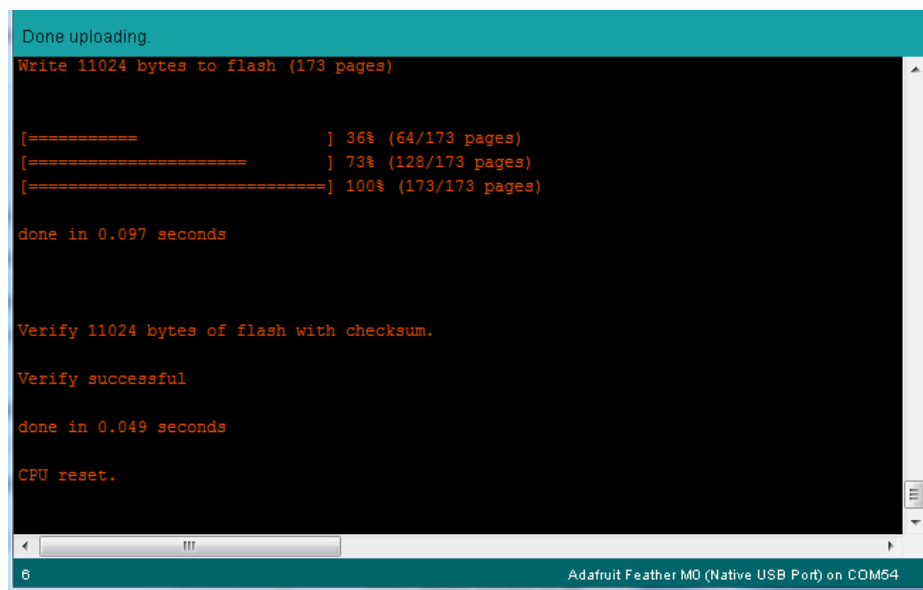 Done uploading.
Write 11024 bytes to flash (173 pages)
[===========                   ] 36% (64/173 pages)
[======================        ] 73% (128/173 pages)
[==============================] 100% (173/173 pages)
done in 0.097 seconds
Verify 11024 bytes of flash with checksum.
Verify successful
done in 0.049 seconds
CPU reset.
6 Adafruit Feather M0 (Native USB Port) on COM54